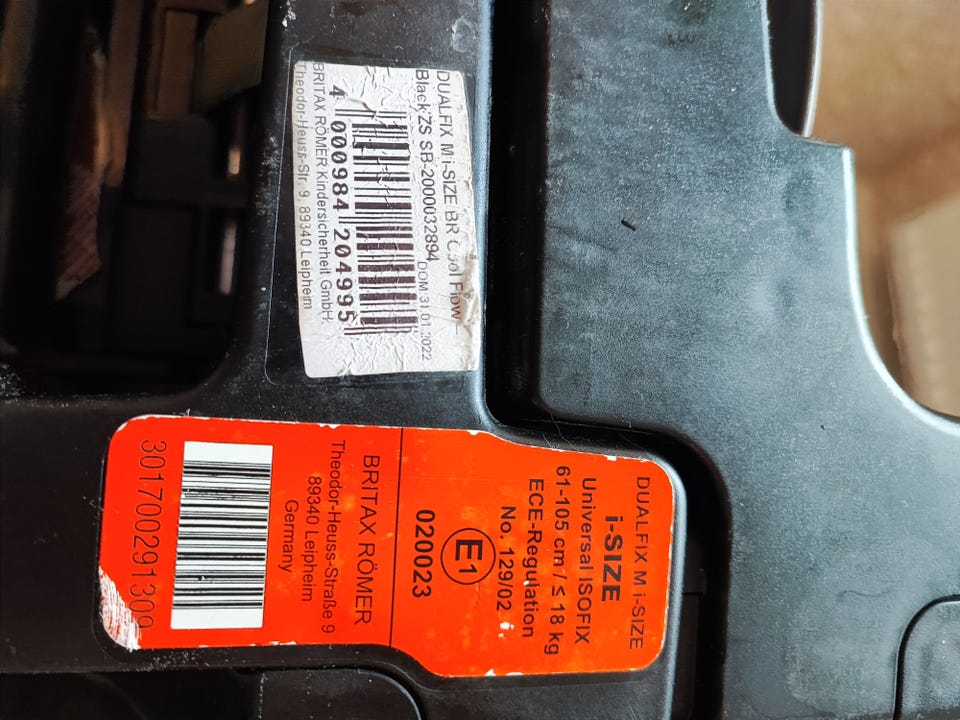 DUALFIX M i-SIZE BR Cool Flow –
Black ZS SB-2000032894
DOM:31.01.2022
4 000984 204995
BRITAX RÖMER Kindersicherheit GmbH.
Theodor-Heuss-Str. 9, 89340 Leipheim
DUALFIX M i-SIZE
i-SIZE
Universal ISOFIX
61-105 cm / ≤ 18 kg
ECE-Regulation
No. 129/02
E1
020023
BRITAX RÖMER
Theodor-Heuss-Straße 9
89340 Leipheim
Germany
301700291309